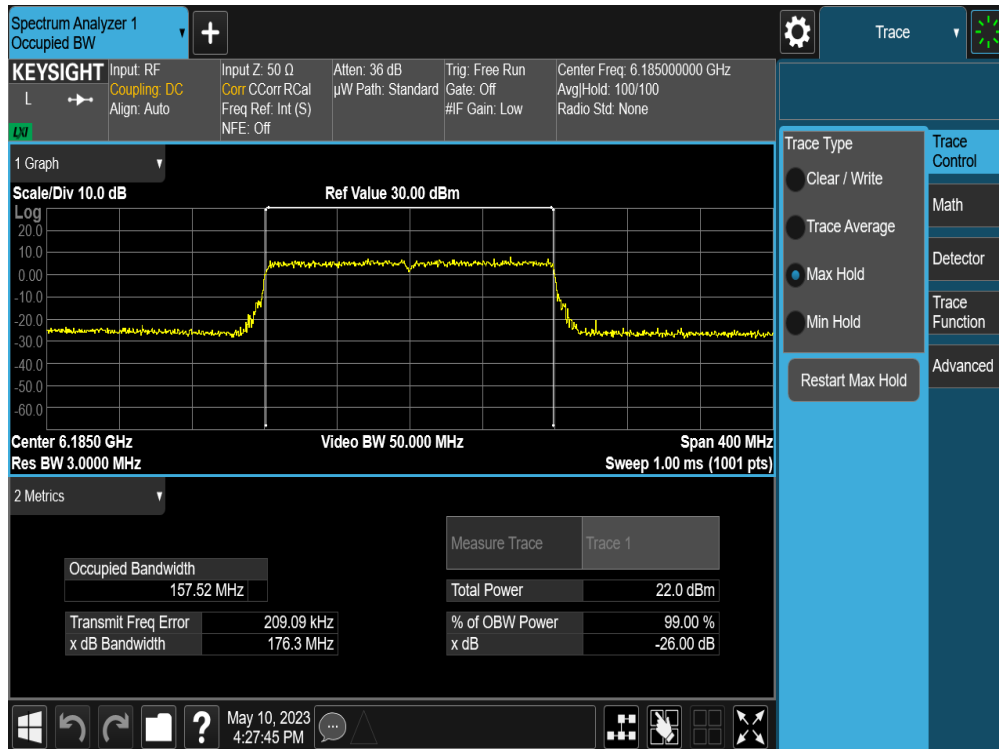 Spectrum Analyzer 1
Occupied BW
+
Trace
KEYSIGHT
L
LXI
Input: RF
Coupling: DC
Align: Auto
Input Z: 50 Ω
Corr CCorr RCal
Freq Ref: Int (S)
NFE: Off
Atten: 36 dB
µW Path: Standard
Trig: Free Run
Gate: Off
#IF Gain: Low
Center Freq: 6.185000000 GHz
Avg|Hold: 100/100
Radio Std: None
1 Graph
Scale/Div 10.0 dB
Ref Value 30.00 dBm
Log
20.0
10.0
0.00
-10.0
-20.0
-30.0
-40.0
-50.0
-60.0
Center 6.1850 GHz
Video BW 50.000 MHz
Span 400 MHz
Res BW 3.0000 MHz
Sweep 1.00 ms (1001 pts)
2 Metrics
Measure Trace
Trace 1
Occupied Bandwidth
157.52 MHz
Total Power
22.0 dBm
Transmit Freq Error
209.09 kHz
% of OBW Power
99.00 %
x dB Bandwidth
176.3 MHz
x dB
-26.00 dB
Trace Type
Clear / Write
Trace Average
Max Hold
Min Hold
Restart Max Hold
Trace
Control
Math
Detector
Trace
Function
Advanced
?
May 10, 2023
4:27:45 PM